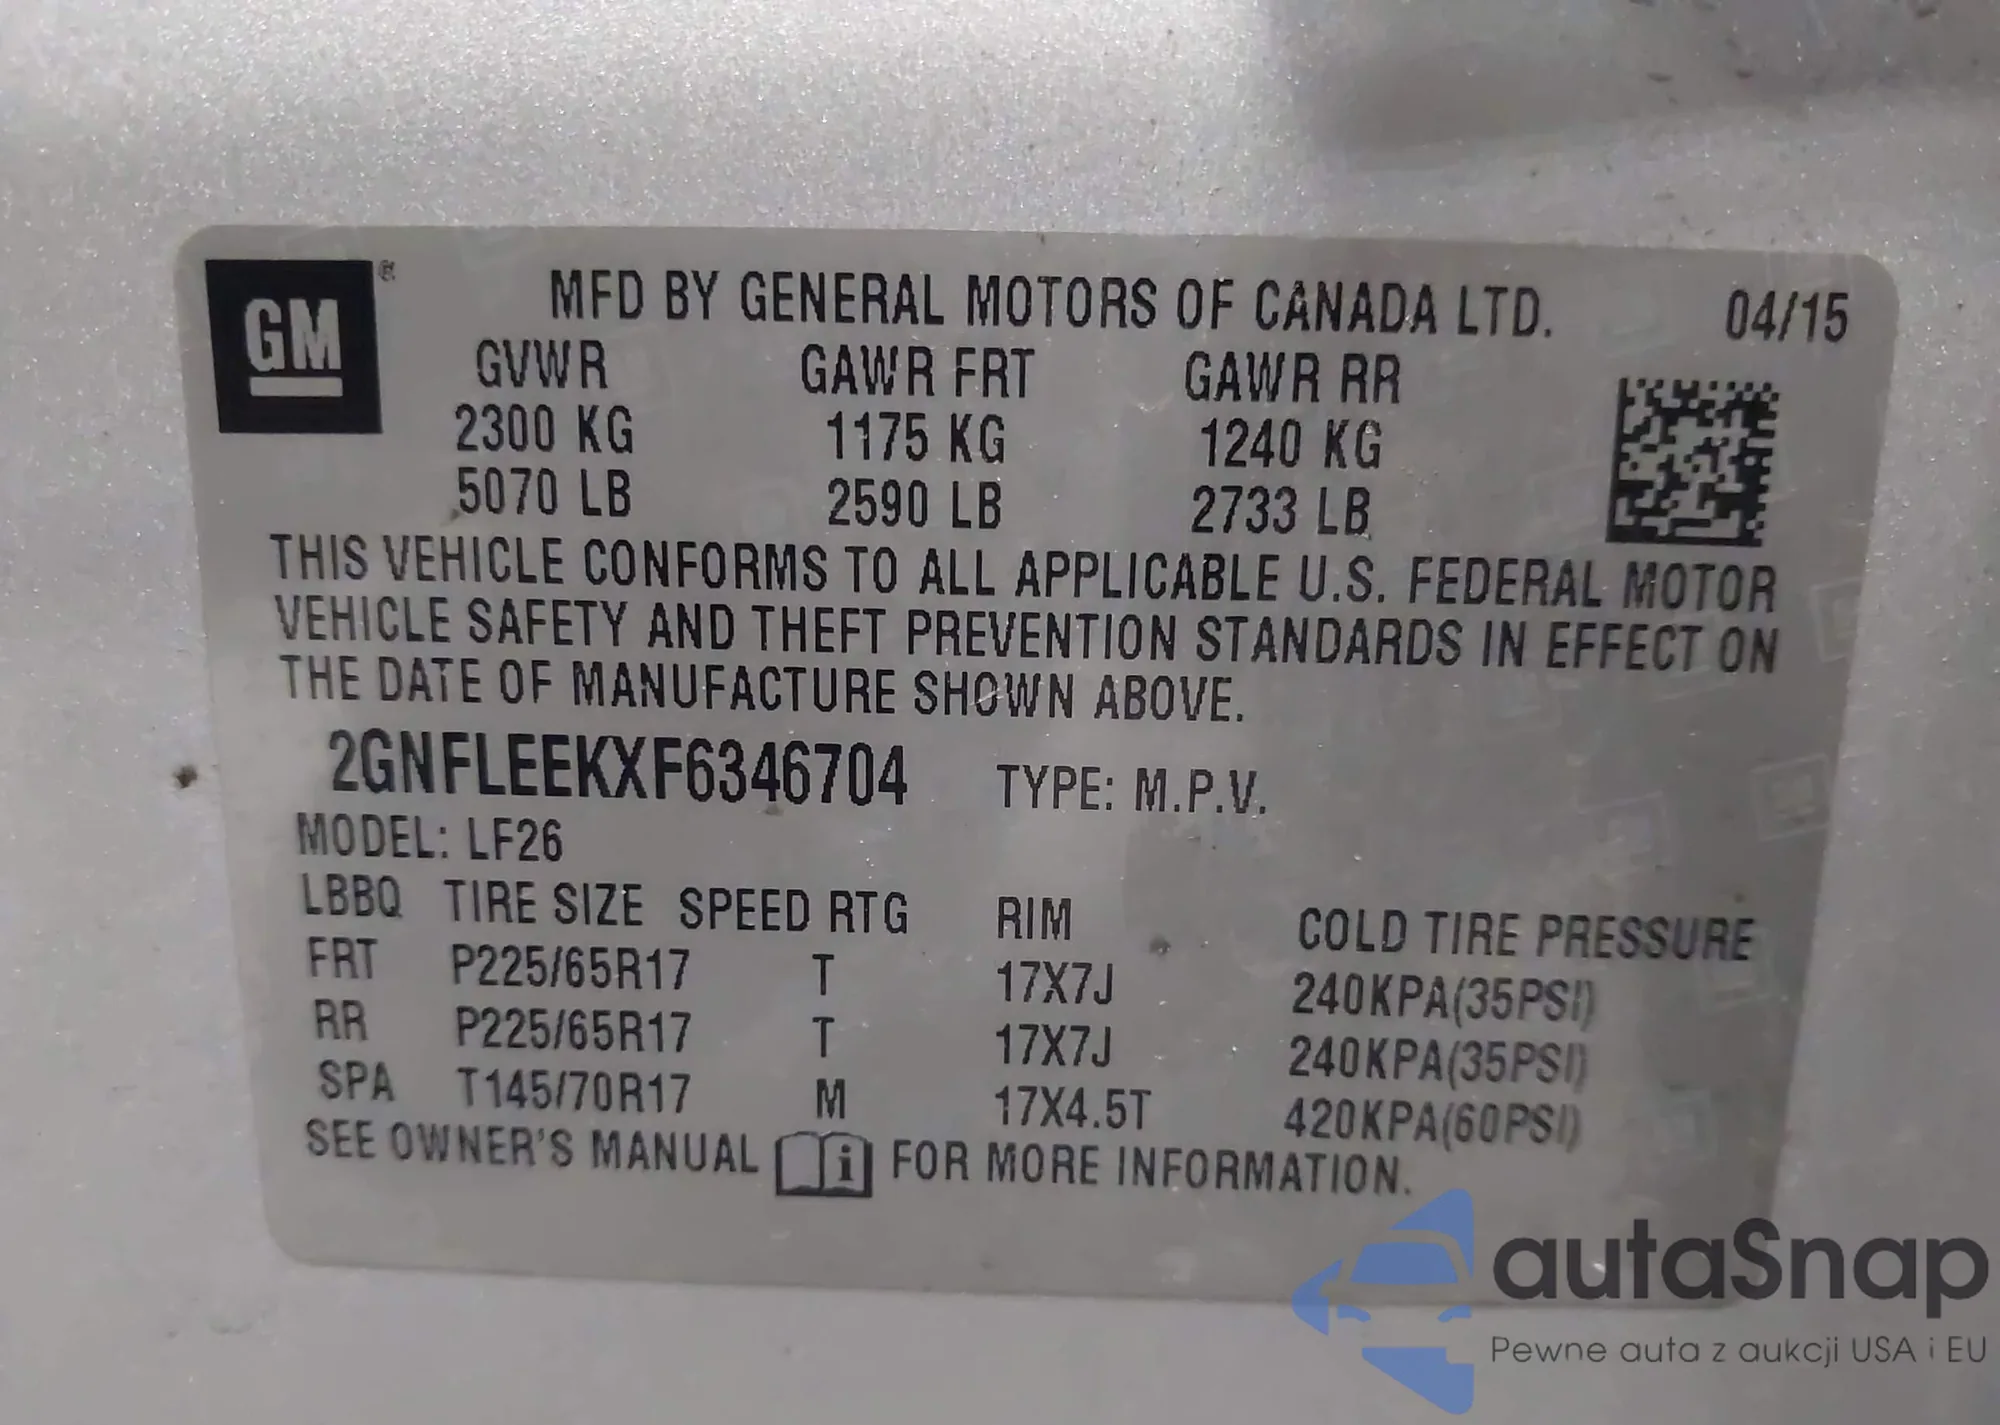 GM ®
MFD BY GENERAL MOTORS OF CANADA LTD. 04/15
GVWR GAWR FRT GAWR RR
2300 KG 1175 KG 1240 KG
5070 LB 2590 LB 2733 LB
THIS VEHICLE CONFORMS TO ALL APPLICABLE U.S. FEDERAL MOTOR
VEHICLE SAFETY AND THEFT PREVENTION STANDARDS IN EFFECT ON
THE DATE OF MANUFACTURE SHOWN ABOVE.
2GNFLEEKXF6346704 TYPE: M.P.V.
MODEL: LF26
LBBQ TIRE SIZE SPEED RTG RIM COLD TIRE PRESSURE
FRT P225/65R17 T 17X7J 240KPA(35PSI)
RR P225/65R17 T 17X7J 240KPA(35PSI)
SPA T145/70R17 M 17X4.5T 420KPA(60PSI)
SEE OWNER'S MANUAL i FOR MORE INFORMATION.
autaSnap
Pewne auta z aukcji USA i EU